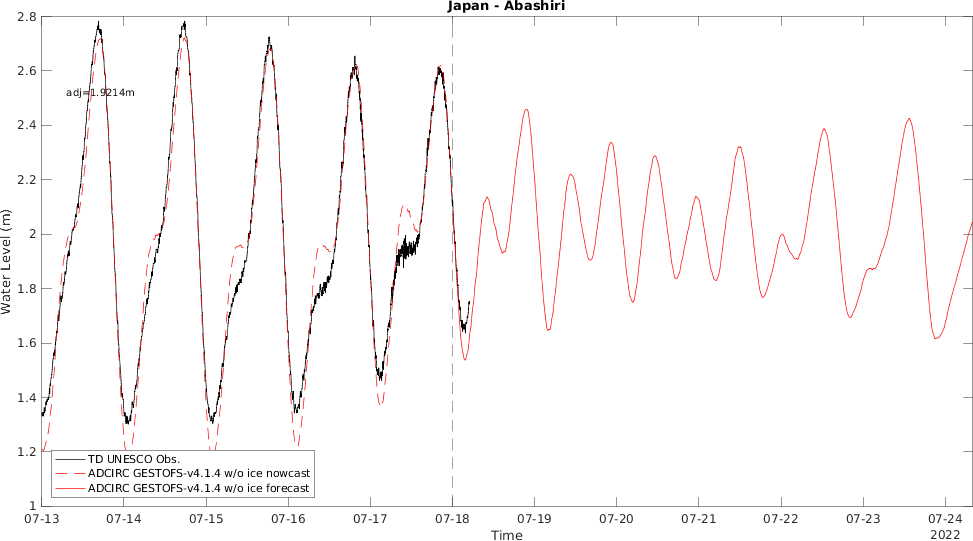 Japan - Abashiri
2.8
2.6
2.4
2.2
2
1.8
1.6
1.4
1.2
1
Water Level (m)
adj=1.9214m
TD UNESCO Obs.
ADCIRC GESTOFS-v4.1.4 w/o ice nowcast
ADCIRC GESTOFS-v4.1.4 w/o ice forecast
07-13 07-14 07-15 07-16 07-17 07-18 07-19 07-20 07-21 07-22 07-23 07-24
Time
2022